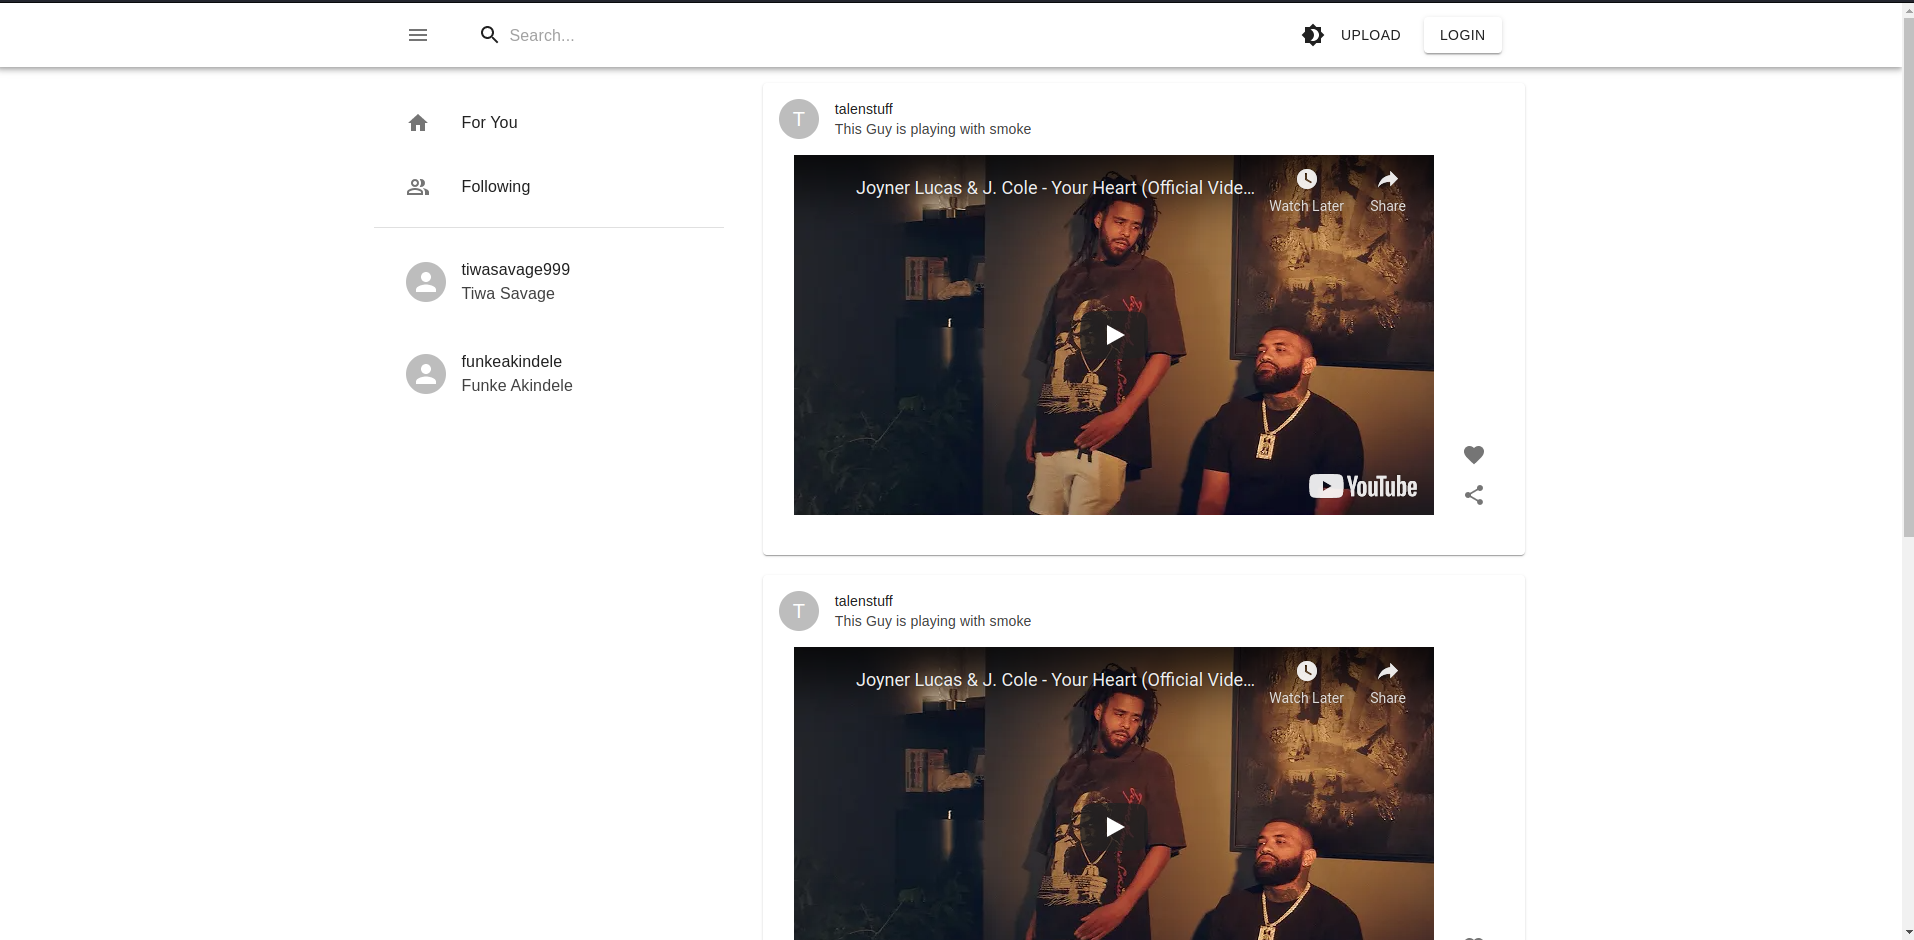 Search...
UPLOAD
LOGIN
For You
Following
tiwasavage999
Tiwa Savage
funkeakindele
Funke Akindele
T
talenstuff
This Guy is playing with smoke
Joyner Lucas & J. Cole - Your Heart (Official Vide...
Watch Later
Share
YouTube
T
talenstuff
This Guy is playing with smoke
Joyner Lucas & J. Cole - Your Heart (Official Vide...
Watch Later
Share